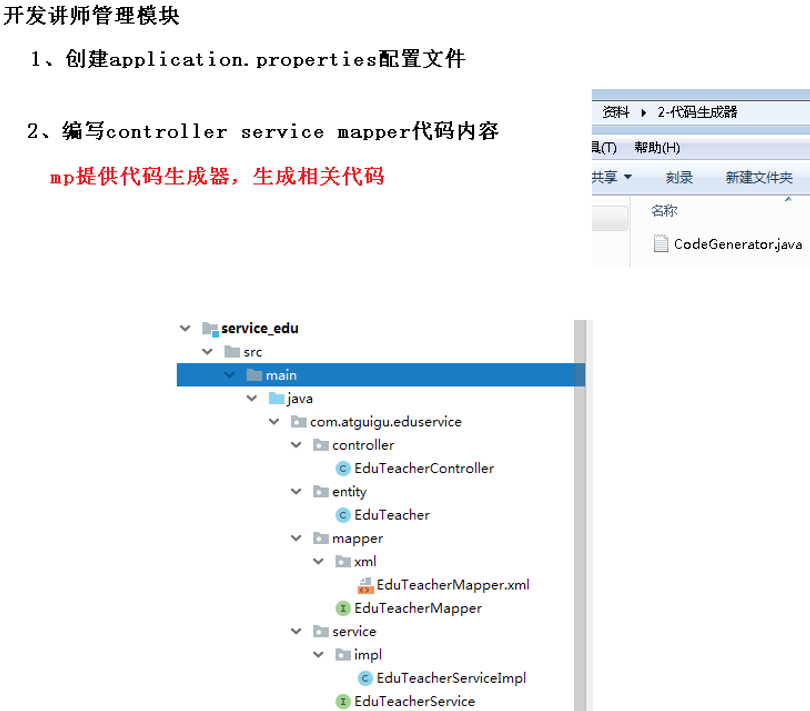 开发讲师管理模块
1、创建application.properties配置文件
2、编写controller service mapper代码内容
mp提供代码生成器，生成相关代码
资料 2-代码生成器
具(T) 帮助(H)
共享 刻录 新建文件夹
名称
CodeGenerator.java
service_edu
src
main
java
com.atguigu.eduservice
controller
EduTeacherController
entity
EduTeacher
mapper
xml
EduTeacherMapper.xml
EduTeacherMapper
service
impl
EduTeacherServiceImpl
EduTeacherService